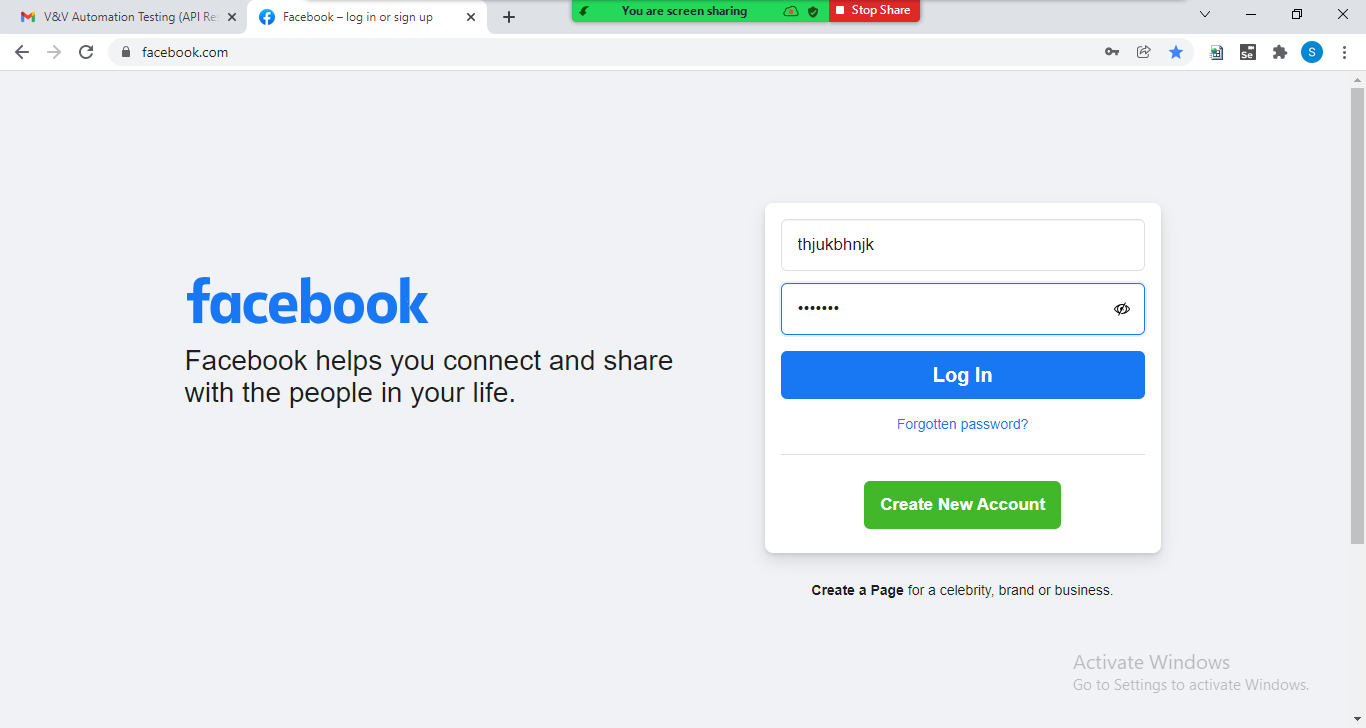 V&V Automation Testing (API Re
Facebook – log in or sign up
You are screen sharing
Stop Share
facebook.com
Se
S
thjukbhnjk
•••••••
facebook
Facebook helps you connect and share
with the people in your life.
Log In
Forgotten password?
Create New Account
Create a Page for a celebrity, brand or business.
Activate Windows
Go to Settings to activate Windows.